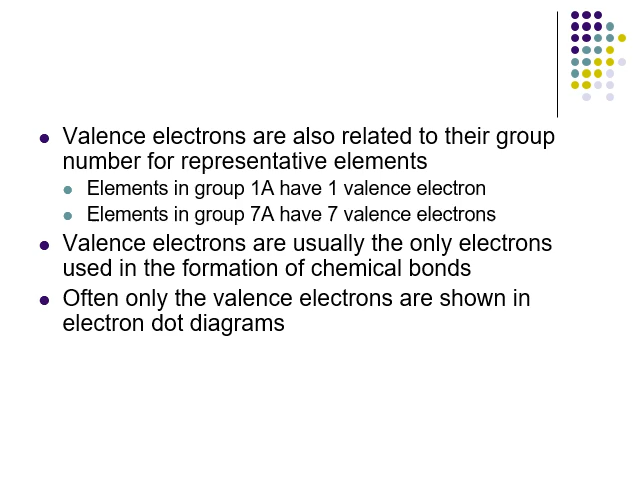 Valence electrons are also related to their group
number for representative elements
Elements in group 1A have 1 valence electron
Elements in group 7A have 7 valence electrons
Valence electrons are usually the only electrons
used in the formation of chemical bonds
Often only the valence electrons are shown in
electron dot diagrams